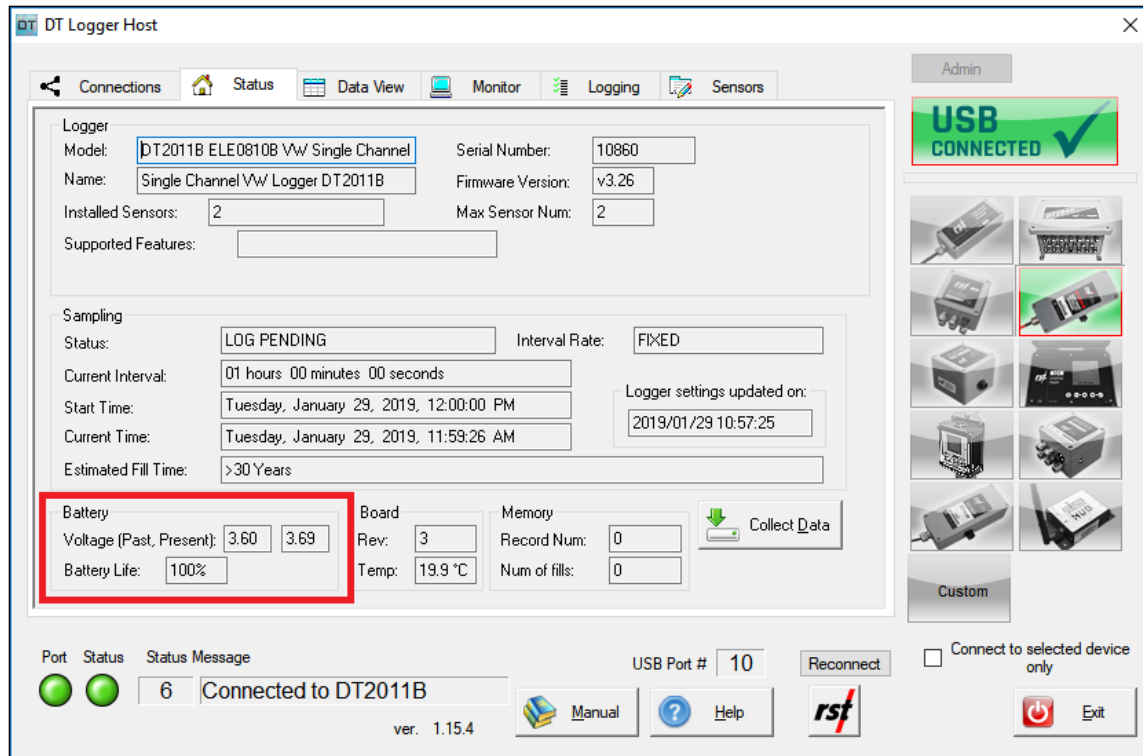 DT DT Logger Host
Connections Status Data View Monitor Logging Sensors
Admin
USB
CONNECTED
Logger
Model: DT2011B ELE0810B VW Single Channel Serial Number: 10860
Name: Single Channel VW Logger DT2011B Firmware Version: v3.26
Installed Sensors: 2 Max Sensor Num: 2
Supported Features:
Sampling
Status: LOG PENDING Interval Rate: FIXED
Current Interval: 01 hours 00 minutes 00 seconds
Logger settings updated on:
Start Time: Tuesday, January 29, 2019, 12:00:00 PM
2019/01/29 10:57:25
Current Time: Tuesday, January 29, 2019, 11:59:26 AM
Estimated Fill Time: >30 Years
Battery Board Memory
Voltage (Past, Present): 3.60 3.69 Rev: 3 Record Num: 0 Collect Data
Battery Life: 100% Temp: 19.9 °C Num of fills: 0
Custom
Port Status Status Message USB Port # 10 Reconnect
Connect to selected device
only
6 Connected to DT2011B
Manual Help rst Exit
ver. 1.15.4